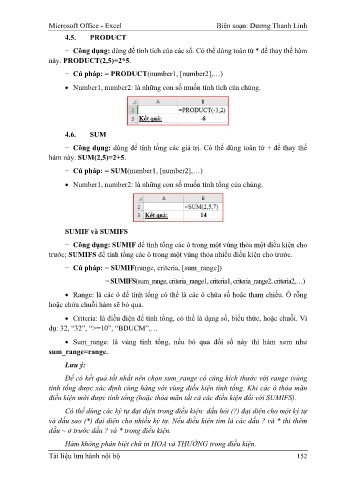 Microsoft Office - Excel Biên soạn: Dương Thanh Linh
4.5. PRODUCT
− Công dụng: dùng để tính tích của các số. Có thể dùng toán tử * để thay thế hàm
này. PRODUCT(2,5)=2*5.
− Cú pháp: = PRODUCT(number1, [number2],…)
• Number1, number2: là những con số muốn tính tích của chúng.
A B
2 =PRODUCT(-3,2)
3 Kết quả: -6
4.6. SUM
− Công dụng: dùng để tính tổng các giá trị. Có thể dùng toán tử + để thay thế
hàm này. SUM(2,5)=2+5.
− Cú pháp: = SUM(number1, [number2],…)
• Number1, number2: là những con số muốn tính tổng của chúng.
A B
2 =SUM(2,5,7)
3 Kết quả: 14
SUMIF và SUMIFS
− Công dụng: SUMIF để tính tổng các ô trong một vùng thỏa một điều kiện cho
trước; SUMIFS để tính tổng các ô trong một vùng thỏa nhiều điều kiện cho trước.
− Cú pháp: = SUMIF(range, criteria, [sum_range])
= SUMIFS(sum_range, criteria_range1, criteria1, criteria_range2, criteria2,…)
• Range: là các ô để tính tổng có thể là các ô chứa số hoặc tham chiếu. Ô rỗng
hoặc chứa chuỗi hàm sẽ bỏ qua.
• Criteria: là điều điện để tính tổng, có thể là dạng số, biểu thức, hoặc chuỗi. Ví
dụ: 32, “32”, “>=10”, “BDUCM”,…
• Sum_range: là vùng tính tổng, nếu bỏ qua đối số này thì hàm xem như
sum_range=range.
Lưu ý:
Để có kết quả tốt nhất nên chọn sum_range có cùng kích thước với range (vùng
tính tổng được xác định cùng hàng với vùng điều kiện tính tổng. Khi các ô thỏa mãn
điều kiện mới được tính tổng (hoặc thỏa mãn tất cả các điều kiện đối với SUMIFS).
Có thể dùng các ký tự đại diện trong điều kiện: dấu hỏi (?) đại diện cho một ký tự
và dấu sao (*) đại diện cho nhiều ký tự. Nếu điều kiện tìm là các dấu ? và * thì thêm
dấu ~ ở trước dấu ? và * trong điều kiện.
Hàm không phân biệt chữ in HOA và THƯỜNG trong điều kiện.
Tài liệu lưu hành nội bộ 152